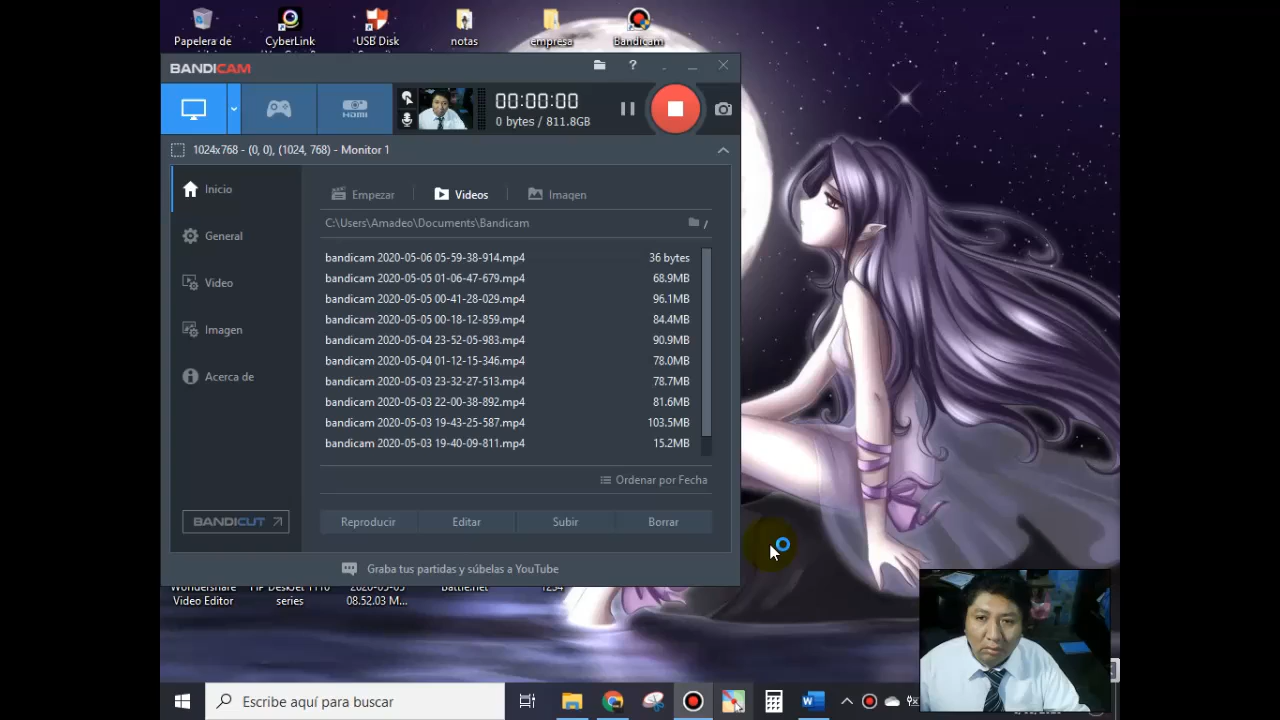 Papelera de
CyberLink
USB Disk
notas
empresa
Bandicam
BANDICAM
?
00:00:00
0 bytes / 811.8GB
HDMI
1024x768 - (0, 0), (1024, 768) - Monitor 1
Inicio
General
Video
Imagen
Acerca de
BANDICUT
Empezar
Videos
Imagen
C:\Users\Amadeo\Documents\Bandicam
/
bandicam 2020-05-06 05-59-38-914.mp4 36 bytes
bandicam 2020-05-05 01-06-47-679.mp4 68.9MB
bandicam 2020-05-05 00-41-28-029.mp4 96.1MB
bandicam 2020-05-05 00-18-12-859.mp4 84.4MB
bandicam 2020-05-04 23-52-05-983.mp4 90.9MB
bandicam 2020-05-04 01-12-15-346.mp4 78.0MB
bandicam 2020-05-03 23-32-27-513.mp4 78.7MB
bandicam 2020-05-03 22-00-38-892.mp4 81.6MB
bandicam 2020-05-03 19-43-25-587.mp4 103.5MB
bandicam 2020-05-03 19-40-09-811.mp4 15.2MB
Ordenar por Fecha
Reproducir Editar Subir Borrar
Graba tus partidas y súbelas a YouTube
Wondershare
Video Editor
series
08.52.03 M...
Battle.net
1234
Escribe aquí para buscar